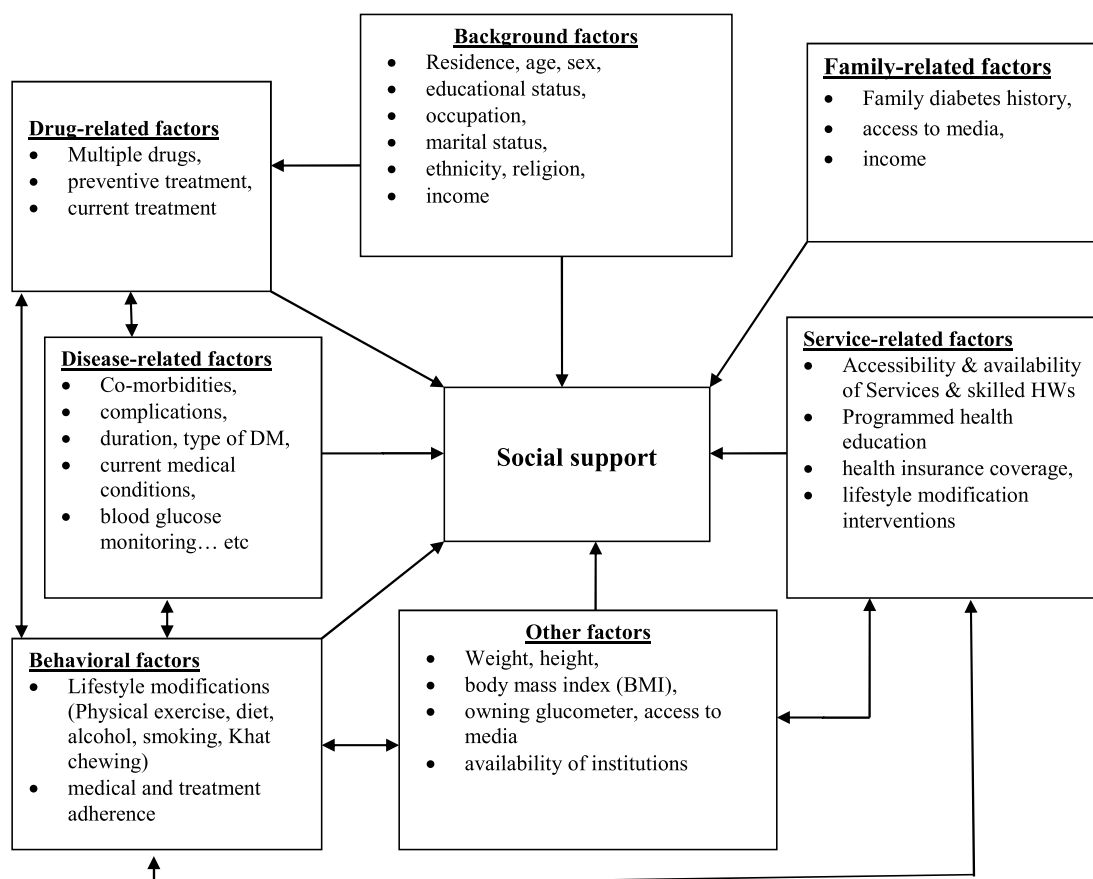 Background factors
• Residence, age, sex,
• educational status,
• occupation,
• marital status,
• ethnicity, religion,
• income
Family-related factors
• Family diabetes history,
• access to media,
• income
Drug-related factors
• Multiple drugs,
• preventive treatment,
• current treatment
Disease-related factors
• Co-morbidities,
• complications,
• duration, type of DM,
• current medical
conditions,
• blood glucose
monitoring… etc
Social support
Service-related factors
• Accessibility & availability
of Services & skilled HWs
• Programmed health
education
• health insurance coverage,
• lifestyle modification
interventions
Behavioral factors
• Lifestyle modifications
(Physical exercise, diet,
alcohol, smoking, Khat
chewing)
• medical and treatment
adherence
Other factors
• Weight, height,
• body mass index (BMI),
• owning glucometer, access to
media
• availability of institutions